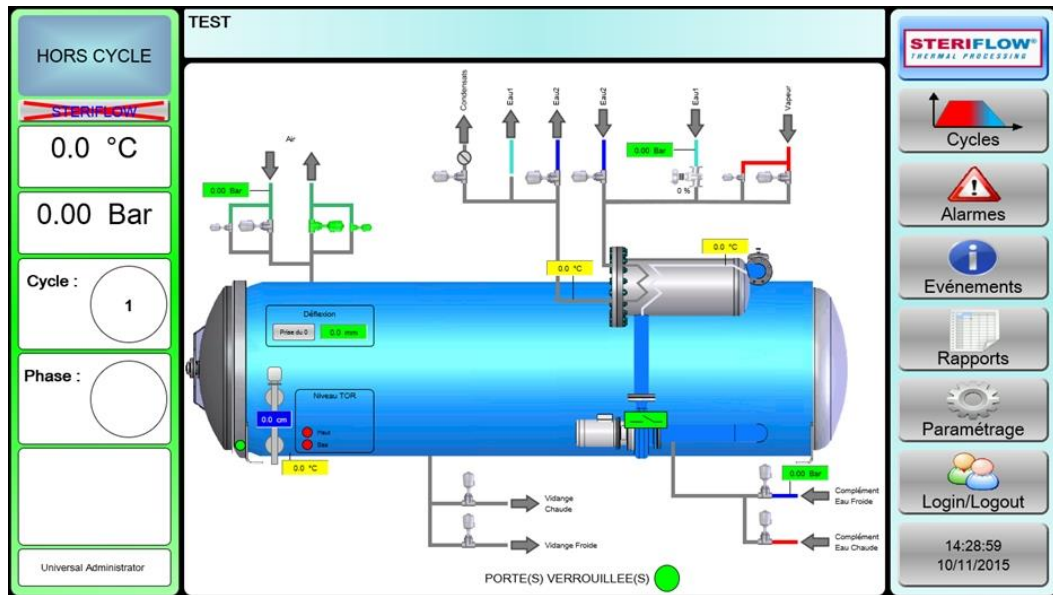 HORS CYCLE
STERIFLOW
0.0 °C
0.00 Bar
Cycle :
1
Phase :
Universal Administrator
TEST
Condensats
Eau1
Eau2
Eau2
Eau1
Vapeur
Air
0.00 Bar
0.00 Bar
0 %
0.0 °C
0.0 °C
Déflexion
Prise du 0
0.0 mm
Niveau TOR
0.0 cm
Haut
Bas
0.0 °C
0.00 Bar
Vidange
Chaude
Vidange Froide
Complément
Eau Froide
Complément
Eau Chaude
PORTE(S) VERROUILLEE(S)
STERIFLOW®
THERMAL PROCESSING
Cycles
Alarmes
Evénements
Rapports
Paramétrage
Login/Logout
14:28:59
10/11/2015